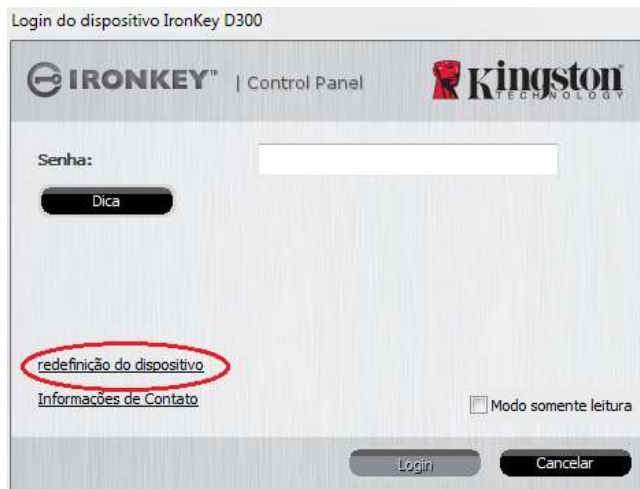 Login do dispositivo IronKey D300
IRONKEY™ | Control Panel
Kingston
TECHNOLOGY
Senha:
Dica
redefinição do dispositivo
Informações de Contato
Modo somente leitura
Login
Cancelar